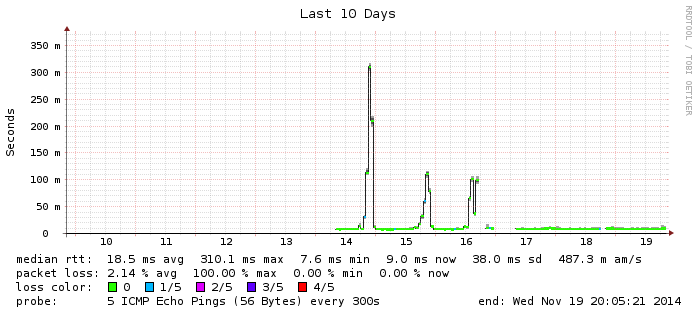 Last 10 Days
RRDTOOL / TOBI OETIKER
Seconds
350 m
300 m
250 m
200 m
150 m
100 m
50 m
0
10 11 12 13 14 15 16 17 18 19
median rtt: 18.5 ms avg 310.1 ms max 7.6 ms min 9.0 ms now 38.0 ms sd 487.3 m am/s
packet loss: 2.14 % avg 100.00 % max 0.00 % min 0.00 % now
loss color: 0 1/5 2/5 3/5 4/5
probe: 5 ICMP Echo Pings (56 Bytes) every 300s end: Wed Nov 19 20:05:21 2014